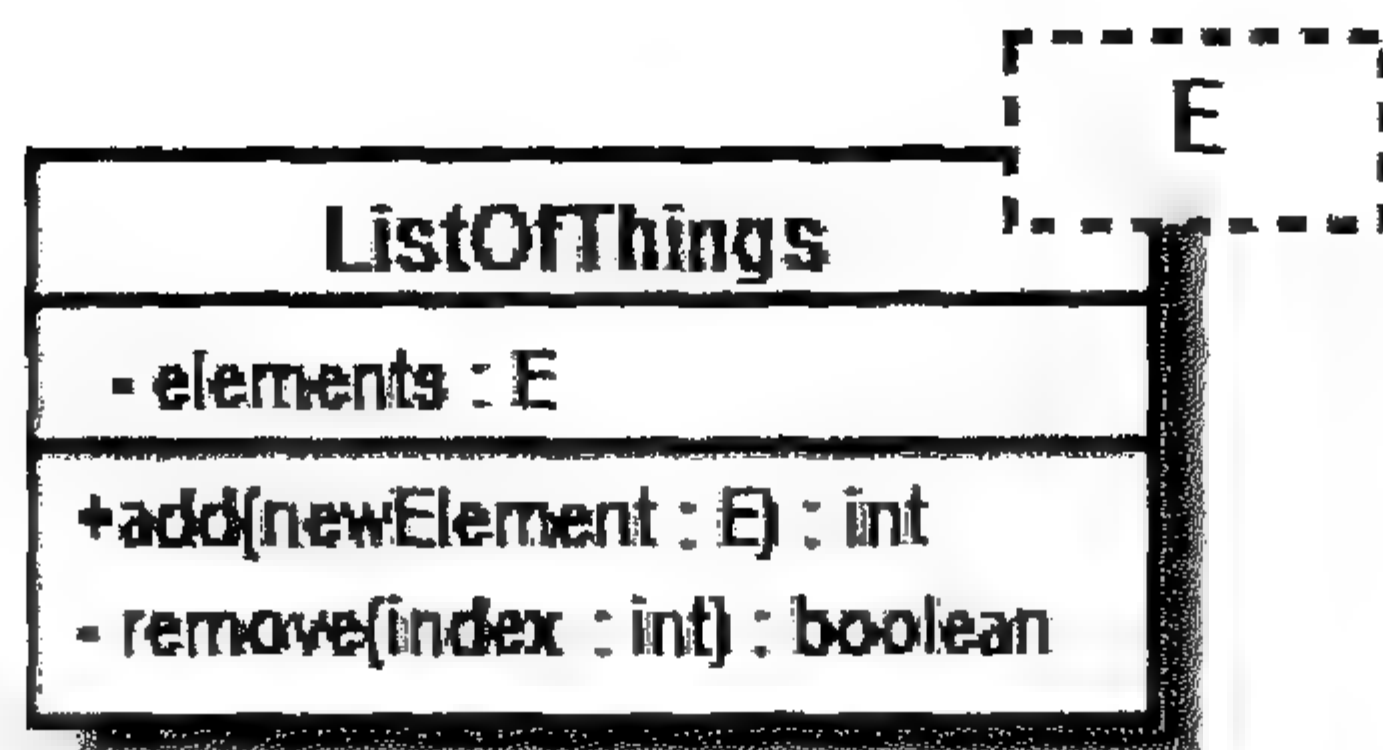 E
ListOfThings
- elements : E
+add(newElement : E) : int
- remove(index : int) : boolean